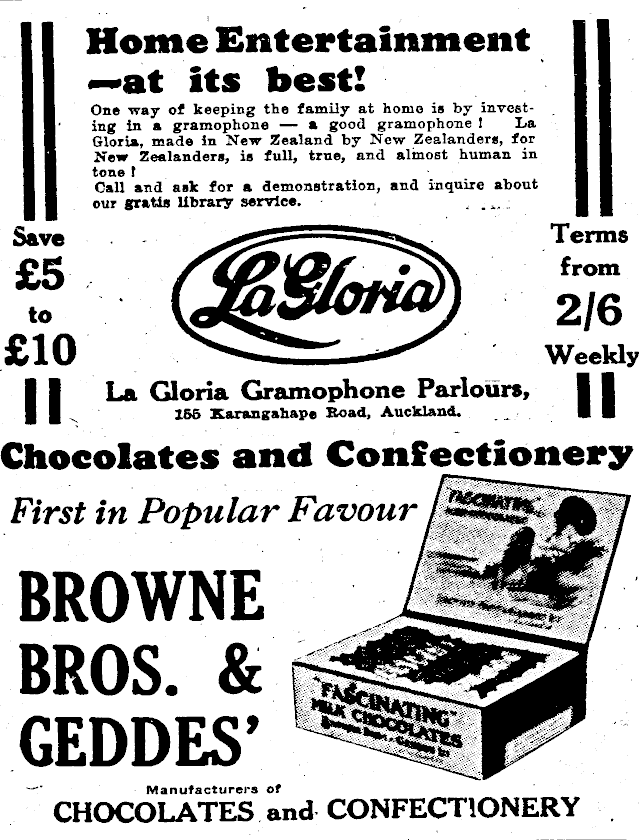 Home Entertainment
—at its best!
One way of keeping the family at home is by invest-
ing in a gramophone — a good gramophone! La
Gloria, made in New Zealand by New Zealanders, for
New Zealanders, is full, true, and almost human in
tone!
Call and ask for a demonstration, and inquire about
our gratis library service.
Save
£5
to
£10
La Gloria
Terms
from
2/6
Weekly
La Gloria Gramophone Parlours,
155 Karangahape Road, Auckland.
Chocolates and Confectionery
First in Popular Favour
BROWNE
BROS. &
GEDDES'
FASCINATING
"FASCINATING"
MILK CHOCOLATES
Manufacturers of
CHOCOLATES and CONFECTIONERY